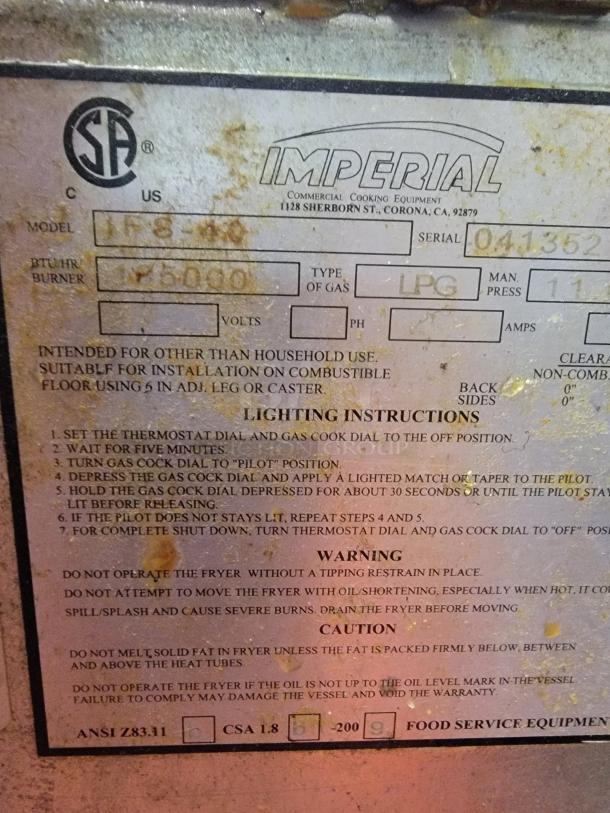 CSA ®
C US
IMPERIAL
COMMERCIAL COOKING EQUIPMENT
1128 SHERBORN ST., CORONA, CA, 92879
MODEL IFS-40 SERIAL 041352
BTU/HR/ BURNER 000 TYPE OF GAS LPG MAN. PRESS 11
VOLTS PH AMPS
INTENDED FOR OTHER THAN HOUSEHOLD USE. CLEARA
SUITABLE FOR INSTALLATION ON COMBUSTIBLE NON-COMB.
FLOOR USING 6 IN ADJ. LEG OR CASTER. BACK 0"
SIDES 0"
LIGHTING INSTRUCTIONS
1. SET THE THERMOSTAT DIAL AND GAS COOK DIAL TO THE OFF POSITION.
2. WAIT FOR FIVE MINUTES.
3. TURN GAS COCK DIAL TO "PILOT" POSITION.
4. DEPRESS THE GAS COCK DIAL AND APPLY A LIGHTED MATCH OR TAPER TO THE PILOT.
5. HOLD THE GAS COCK DIAL DEPRESSED FOR ABOUT 30 SECONDS OR UNTIL THE PILOT STAY
LIT BEFORE RELEASING.
6. IF THE PILOT DOES NOT STAYS LIT, REPEAT STEPS 4 AND 5.
7. FOR COMPLETE SHUT DOWN, TURN THERMOSTAT DIAL AND GAS COCK DIAL TO "OFF" POSI
WARNING
DO NOT OPERATE THE FRYER WITHOUT A TIPPING RESTRAIN IN PLACE.
DO NOT ATTEMPT TO MOVE THE FRYER WITH OIL/SHORTENING, ESPECIALLY WHEN HOT, IT COU
SPILL/SPLASH AND CAUSE SEVERE BURNS. DRAIN THE FRYER BEFORE MOVING.
CAUTION
DO NOT MELT SOLID FAT IN FRYER UNLESS THE FAT IS PACKED FIRMLY BELOW, BETWEEN
AND ABOVE THE HEAT TUBES.
DO NOT OPERATE THE FRYER IF THE OIL IS NOT UP TO THE OIL LEVEL MARK IN THE VESSEL
FAILURE TO COMPLY MAY DAMAGE THE VESSEL AND VOID THE WARRANTY.
ANSI Z83.11 c CSA 1.8 b -200 9 FOOD SERVICE EQUIPMEN